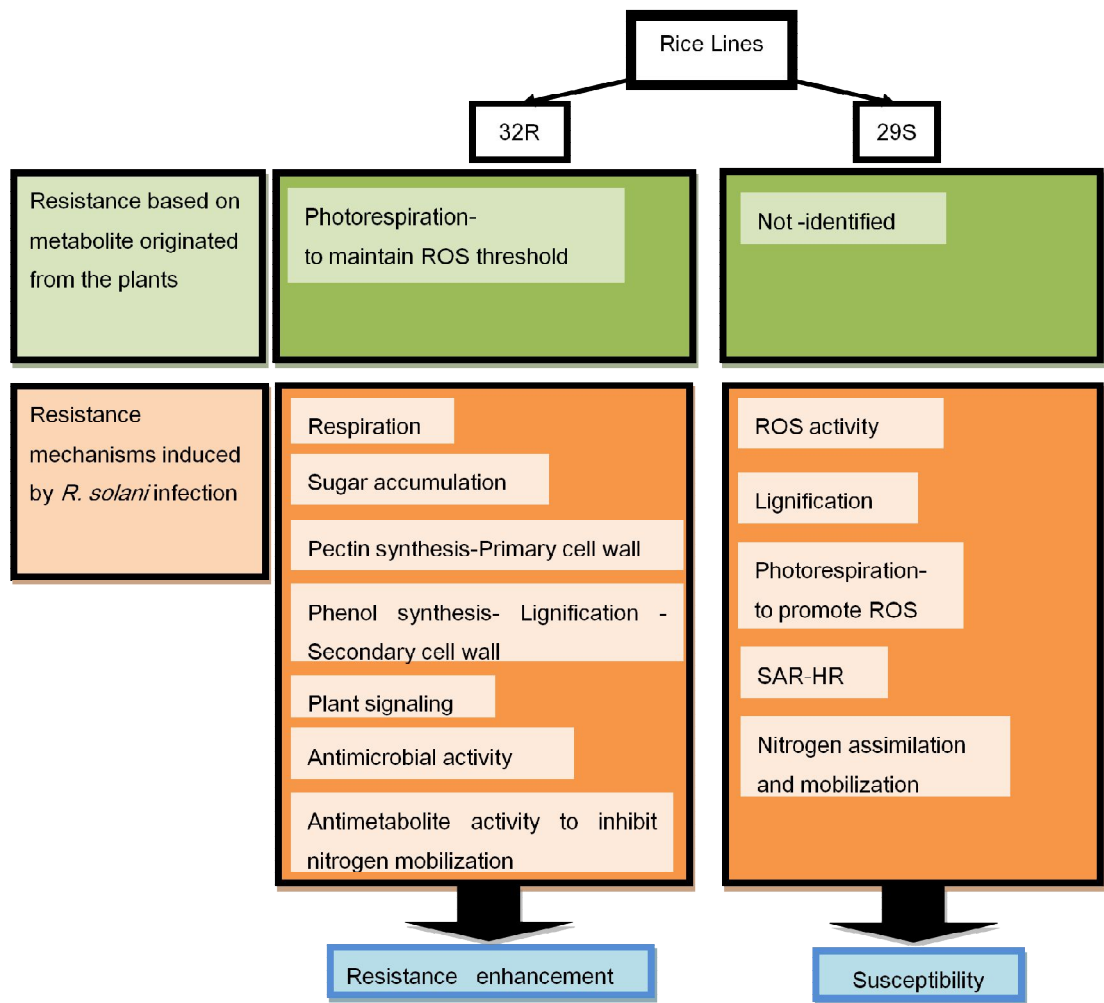 Rice Lines
32R
29S
Resistance based on
metabolite originated
from the plants
Photorespiration-
to maintain ROS threshold
Not -identified
Resistance
mechanisms induced
by R. solani infection
Respiration
Sugar accumulation
Pectin synthesis-Primary cell wall
Phenol synthesis- Lignification -
Secondary cell wall
Plant signaling
Antimicrobial activity
Antimetabolite activity to inhibit
nitrogen mobilization
ROS activity
Lignification
Photorespiration-
to promote ROS
SAR-HR
Nitrogen assimilation
and mobilization
Resistance enhancement
Susceptibility